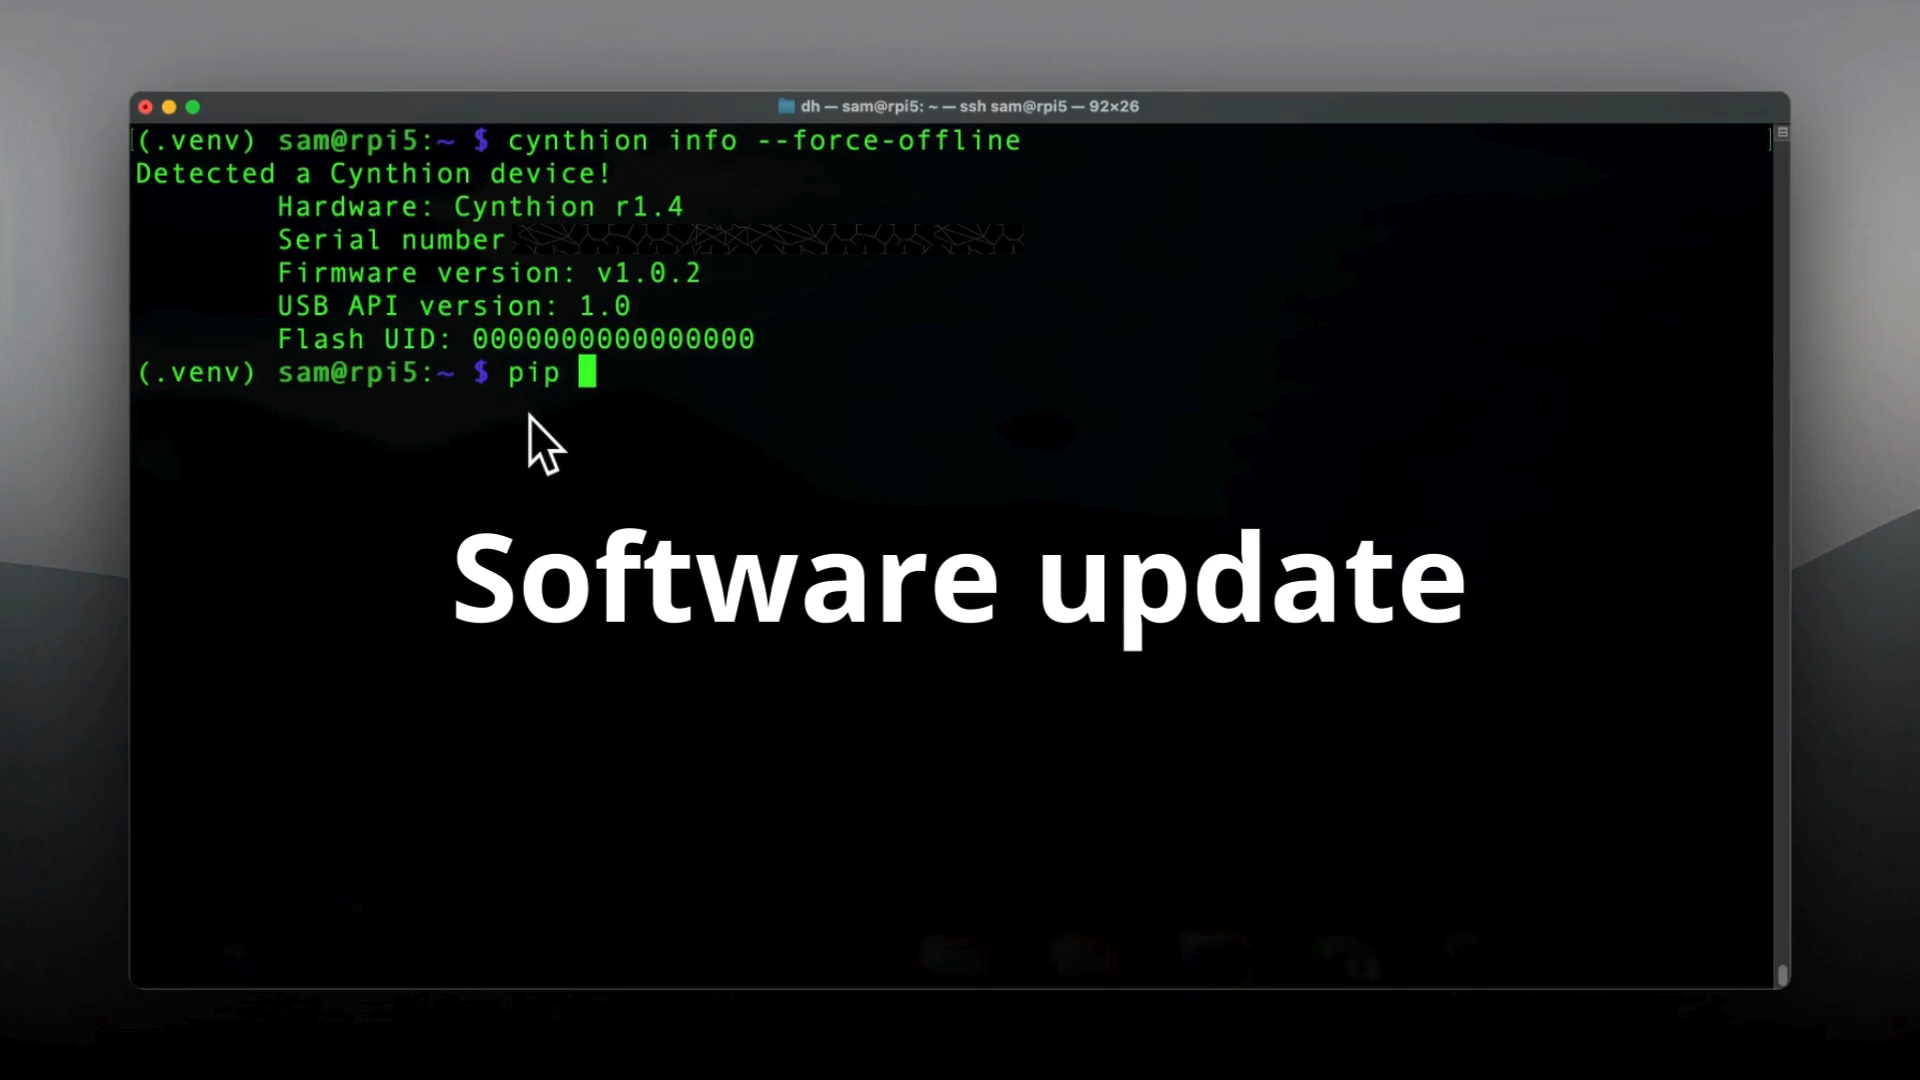 dh — sam@rpi5: ~ — ssh sam@rpi5 — 92×26
(.venv) sam@rpi5:~ $ cynthion info --force-offline
Detected a Cynthion device!
Hardware: Cynthion r1.4
Serial number
Firmware version: v1.0.2
USB API version: 1.0
Flash UID: 0000000000000000
(.venv) sam@rpi5:~ $ pip
Software update